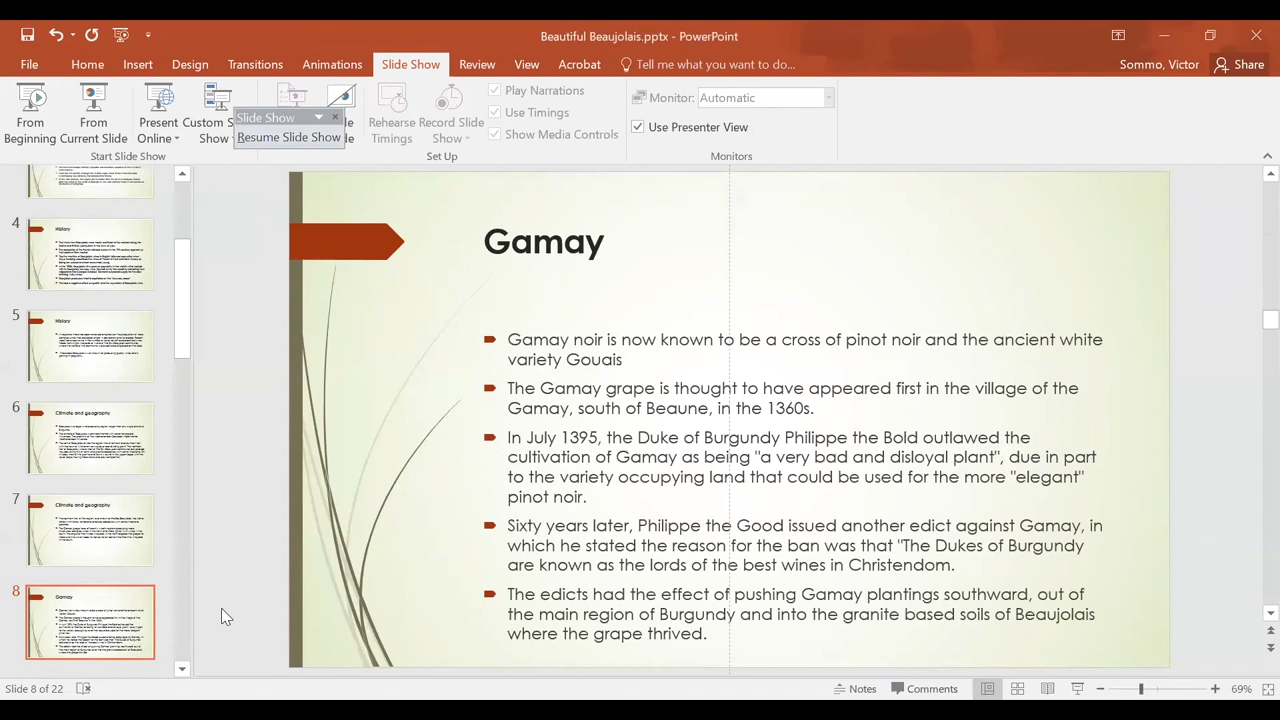 Beautiful Beaujolais.pptx - PowerPoint
File Home Insert Design Transitions Animations Slide Show Review View Acrobat Tell me what you want to do... Sommo, Victor Share
From Beginning
From Current Slide
Present Online
Custom Slide Show
Slide Show
Resume Slide Show
Rehearse Timings
Record Slide Show
Play Narrations
Use Timings
Show Media Controls
Monitor: Automatic
Use Presenter View
Start Slide Show
Set Up
Monitors
4
History
5
History
6
Climate and geography
7
Climate and geography
8
Gamay
Gamay
Gamay noir is now known to be a cross of pinot noir and the ancient white
variety Gouais
The Gamay grape is thought to have appeared first in the village of the
Gamay, south of Beaune, in the 1360s.
In July 1395, the Duke of Burgundy Philippe the Bold outlawed the
cultivation of Gamay as being "a very bad and disloyal plant", due in part
to the variety occupying land that could be used for the more "elegant"
pinot noir.
Sixty years later, Philippe the Good issued another edict against Gamay, in
which he stated the reason for the ban was that "The Dukes of Burgundy
are known as the lords of the best wines in Christendom.
The edicts had the effect of pushing Gamay plantings southward, out of
the main region of Burgundy and into the granite based soils of Beaujolais
where the grape thrived.
Slide 8 of 22
Notes
Comments
69%